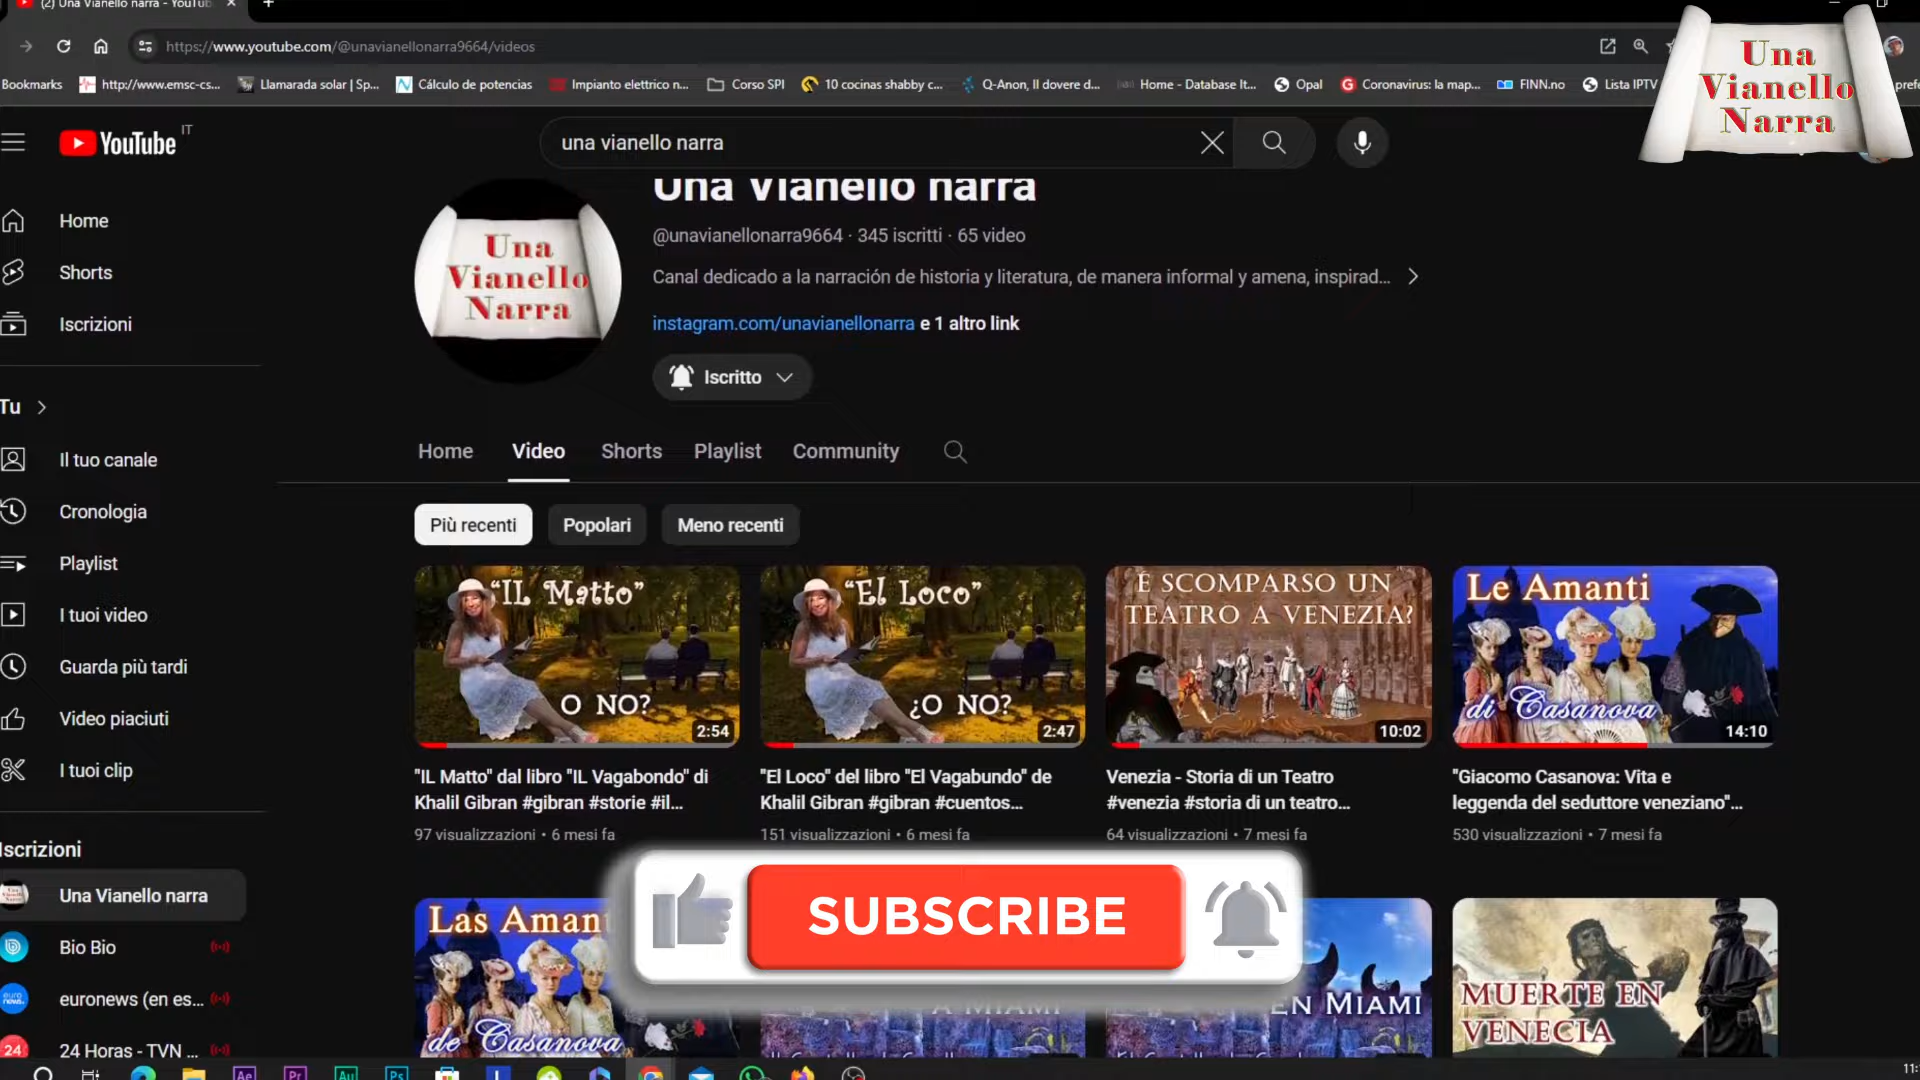 (2) Una Vianello narra - YouTub
https://www.youtube.com/@unavianellonarra9664/videos
Bookmarks
http://www.emsc-cs...
Llamarada solar | Sp...
Cálculo de potencias
Impianto elettrico n...
Corso SPI
10 cocinas shabby c...
Q-Anon, Il dovere d...
Home - Database It...
Opal
Coronavirus: la map...
FINN.no
Lista IPTV
prefe
Una
Vianello
Narra
YouTube IT
una vianello narra
Home
Shorts
Iscrizioni
Tu
Il tuo canale
Cronologia
Playlist
I tuoi video
Guarda più tardi
Video piaciuti
I tuoi clip
Iscrizioni
Una Vianello narra
Bio Bio
euronews (en es...
24 Horas - TVN ...
Una
Vianello
Narra
Una Vianello narra
@unavianellonarra9664 · 345 iscritti · 65 video
Canal dedicado a la narración de historia y literatura, de manera informal y amena, inspirad...
instagram.com/unavianellonarra e 1 altro link
Iscritto
Home
Video
Shorts
Playlist
Community
Più recenti
Popolari
Meno recenti
"IL Matto"
O NO?
2:54
"IL Matto" dal libro "IL Vagabondo" di
Khalil Gibran #gibran #storie #il...
97 visualizzazioni • 6 mesi fa
"El Loco"
¿O NO?
2:47
"El Loco" del libro "El Vagabundo" de
Khalil Gibran #gibran #cuentos...
151 visualizzazioni • 6 mesi fa
È SCOMPARSO UN
TEATRO A VENEZIA?
10:02
Venezia - Storia di un Teatro
#venezia #storia di un teatro...
64 visualizzazioni • 7 mesi fa
Le Amanti
di Casanova
14:10
"Giacomo Casanova: Vita e
leggenda del seduttore veneziano"...
530 visualizzazioni • 7 mesi fa
SUBSCRIBE
Las Amant
de Casanova
A MIAMI
EN MIAMI
MUERTE EN
VENECIA
24
Ae
Pr
Au
Ps
11: